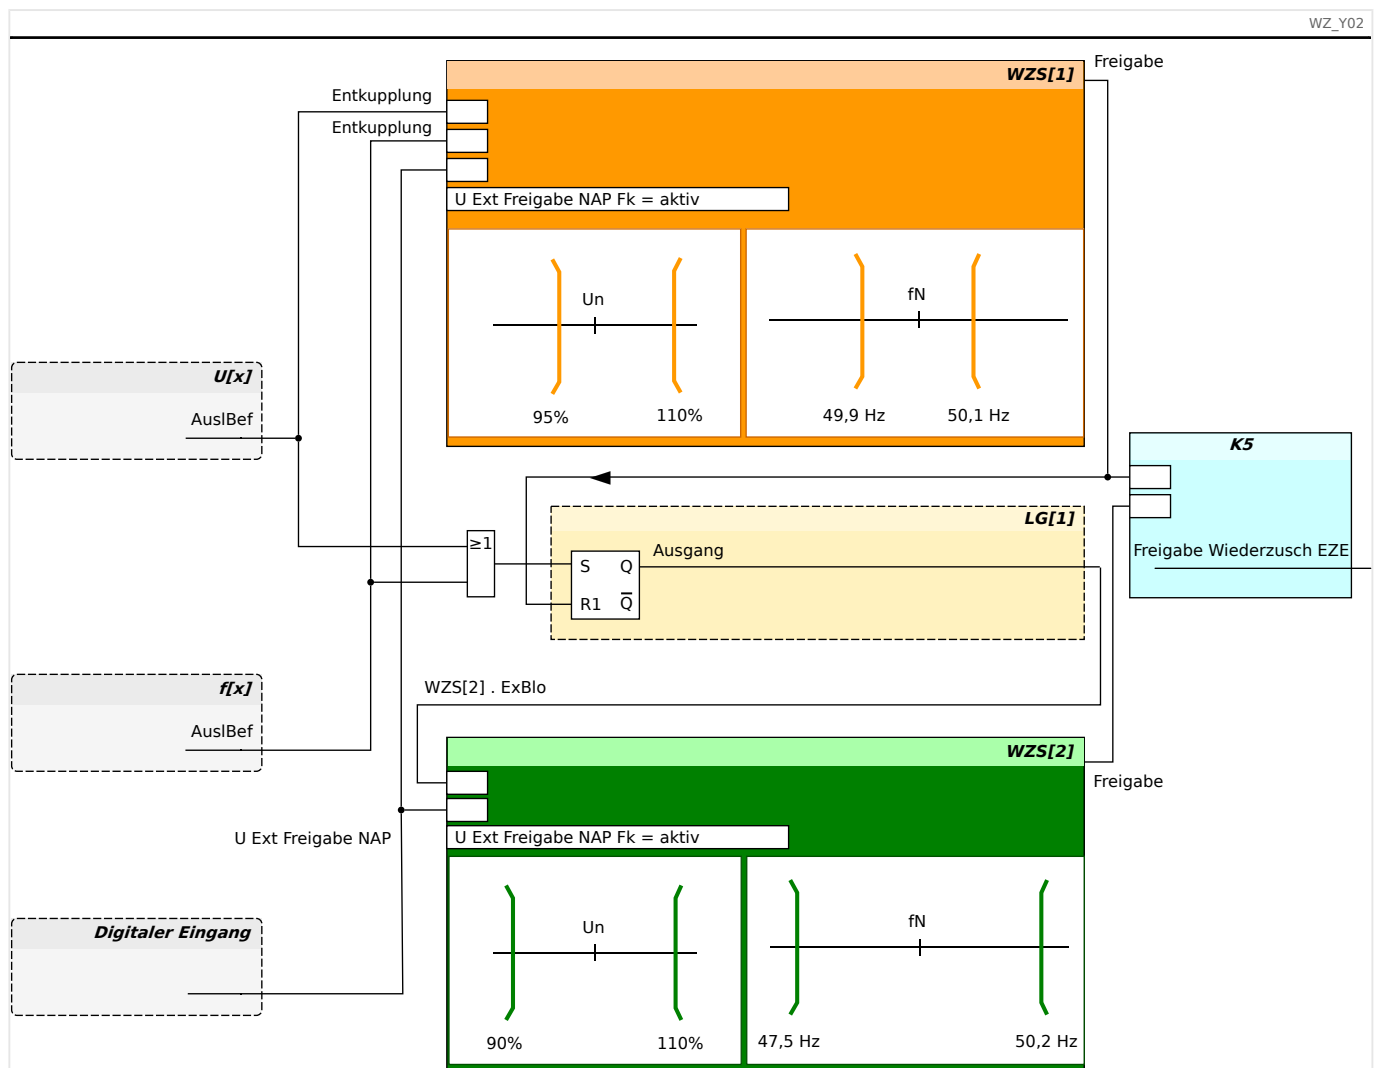 WZ_Y02
Freigabe
WZS[1]
Entkupplung
Entkupplung
U Ext Freigabe NAP Fk = aktiv
Un
fN
95%
110%
49,9 Hz
50,1 Hz
U[x]
AuslBef
K5
Freigabe Wiederzusch EZE
LG[1]
≥1
Ausgang
S
Q
R1
Q̅
f[x]
AuslBef
WZS[2] . ExBlo
WZS[2]
Freigabe
U Ext Freigabe NAP
U Ext Freigabe NAP Fk = aktiv
Un
fN
90%
110%
47,5 Hz
50,2 Hz
Digitaler Eingang